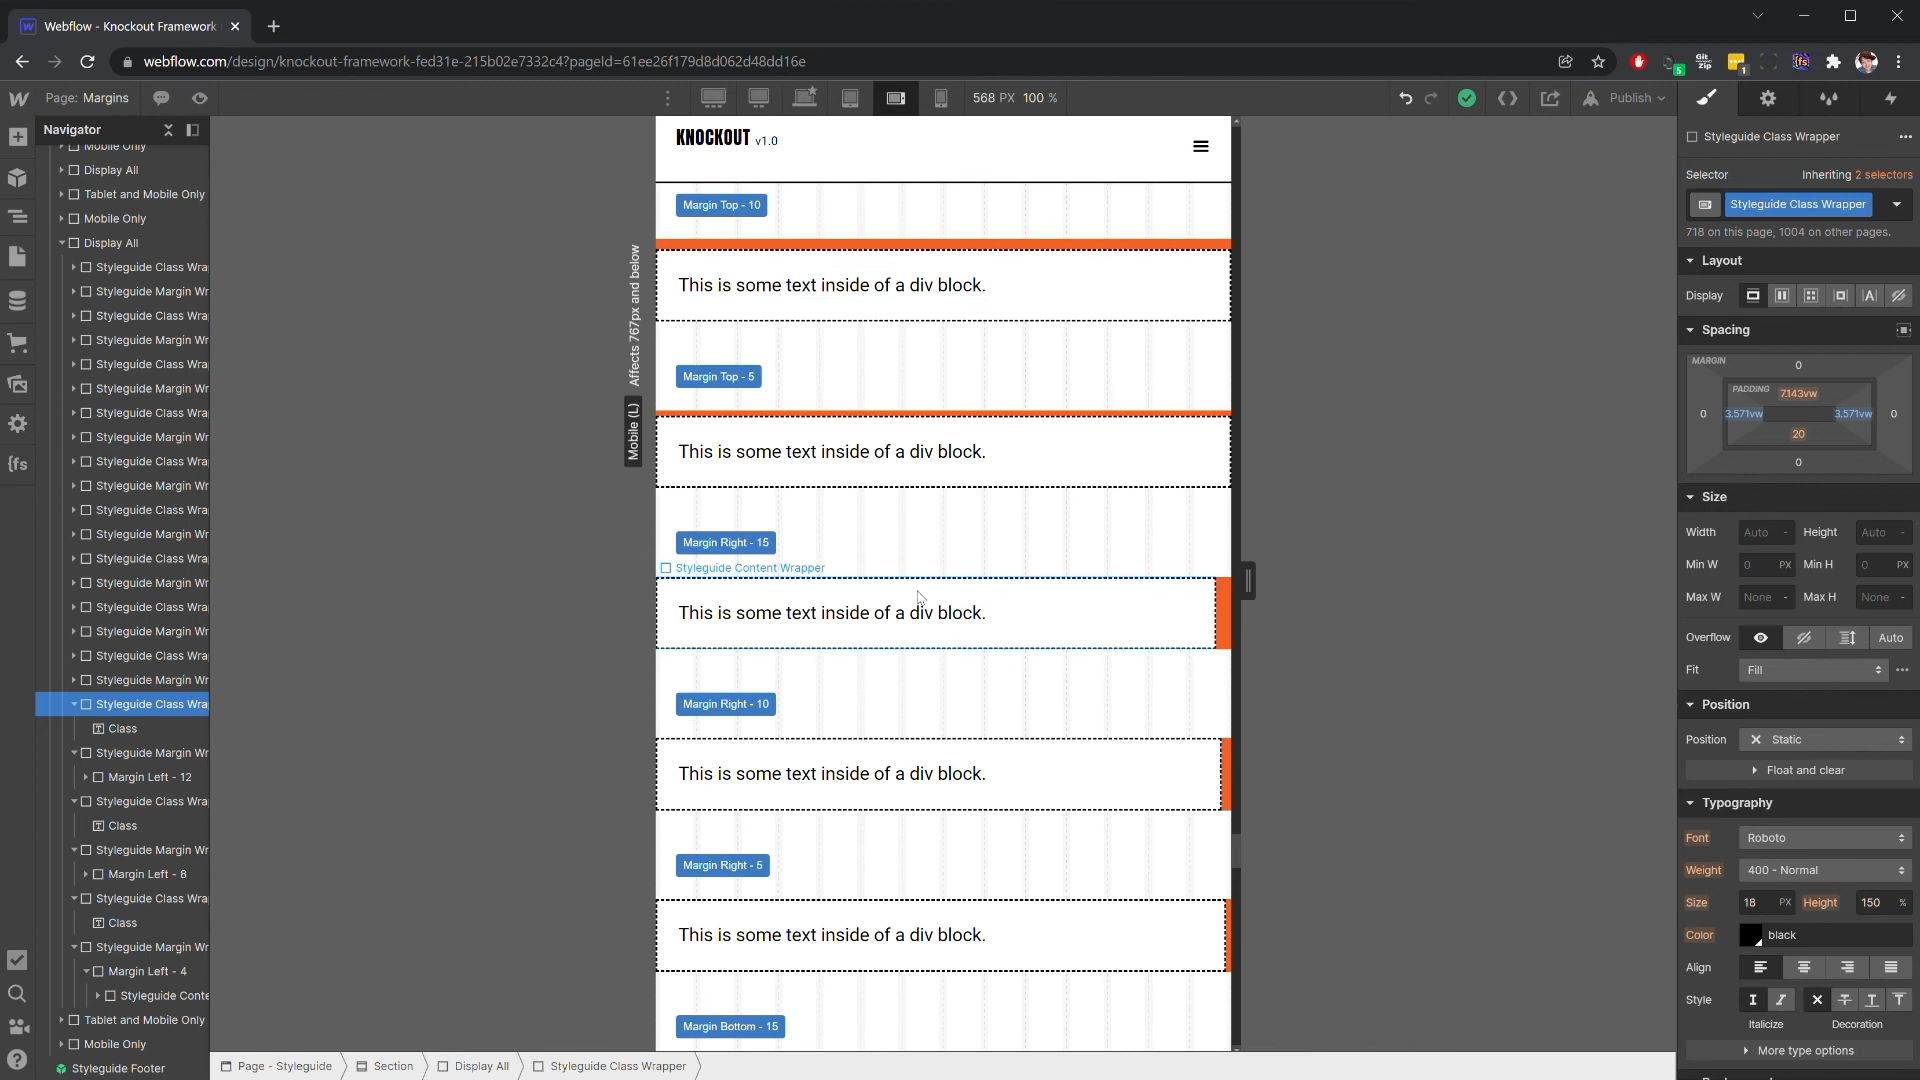 Webflow - Knockout Framework
webflow.com/design/knockout-framework-fed31e-215b02e7332c4?pageId=61ee26f179d8d062d48dd16e
5
Git
Zip
1
{fs
Page: Margins
568 PX 100 %
Publish
Navigator
Mobile Only
Display All
Tablet and Mobile Only
Mobile Only
Display All
Styleguide Class Wra
Styleguide Margin Wr
Styleguide Class Wra
Styleguide Margin Wr
Styleguide Class Wra
Styleguide Margin Wr
Styleguide Class Wra
Styleguide Margin Wr
Styleguide Class Wra
Styleguide Margin Wr
Styleguide Class Wra
Styleguide Margin Wr
Styleguide Class Wra
Styleguide Margin Wr
Styleguide Class Wra
Styleguide Margin Wr
Styleguide Class Wra
Styleguide Margin Wr
Styleguide Class Wra
Class
Styleguide Margin Wr
Margin Left - 12
Styleguide Class Wra
Class
Styleguide Margin Wr
Margin Left - 8
Styleguide Class Wra
Class
Styleguide Margin Wr
Margin Left - 4
Styleguide Conte
Tablet and Mobile Only
Mobile Only
Styleguide Footer
{fs
Affects 767px and below
Mobile (L)
KNOCKOUT v1.0
Margin Top - 10
This is some text inside of a div block.
Margin Top - 5
This is some text inside of a div block.
Margin Right - 15
Styleguide Content Wrapper
This is some text inside of a div block.
Margin Right - 10
This is some text inside of a div block.
Margin Right - 5
This is some text inside of a div block.
Margin Bottom - 15
Page - Styleguide
Section
Display All
Styleguide Class Wrapper
Styleguide Class Wrapper
Selector Inheriting 2 selectors
Styleguide Class Wrapper
718 on this page, 1004 on other pages.
Layout
Display
Spacing
MARGIN
0
PADDING
7.143vw
0 3.571vw 3.571vw 0
20
0
Size
Width Auto - Height Auto -
Min W 0 PX Min H 0 PX
Max W None - Max H None -
Overflow Auto
Fit Fill
Position
Position Static
Float and clear
Typography
Font Roboto
Weight 400 - Normal
Size 18 PX Height 150 %
Color black
Align
Style
Italicize Decoration
More type options